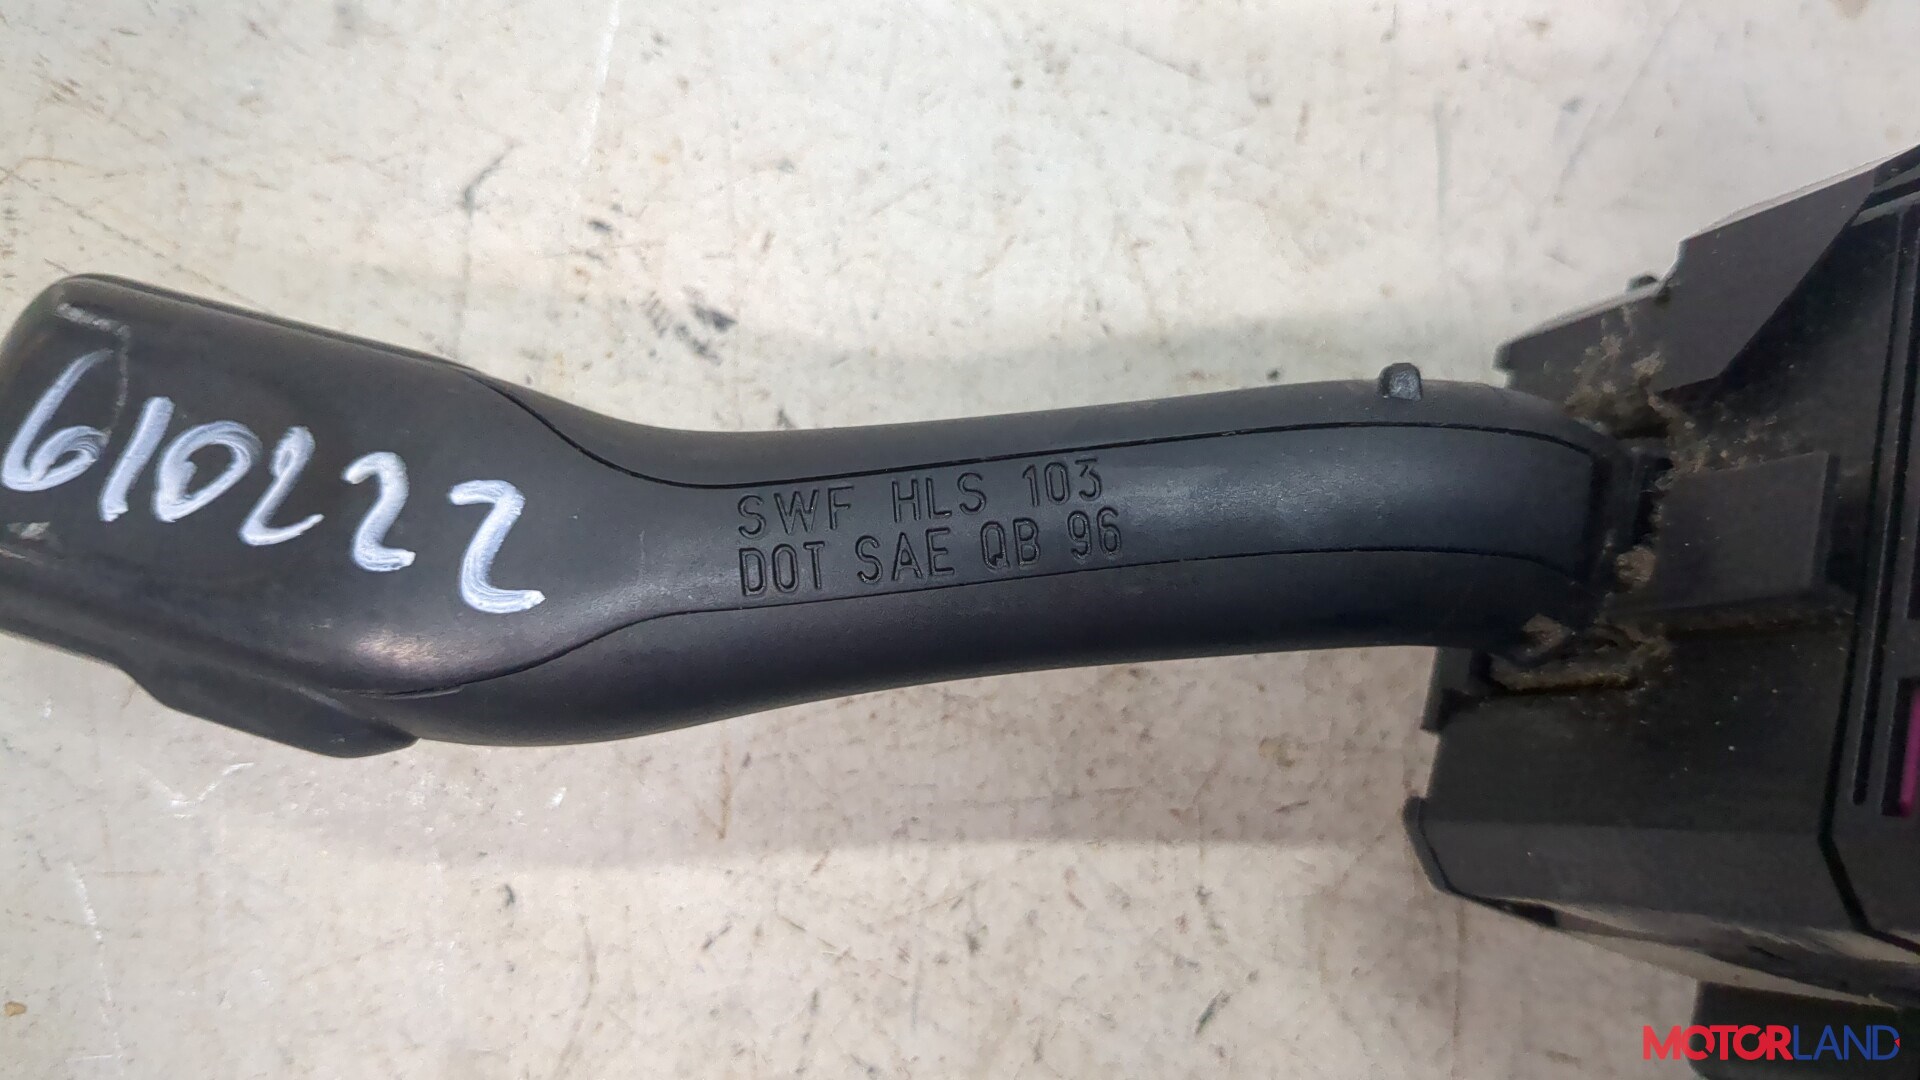 610222
SWF HLS 103
DOT SAE QB 96
MOTORLAND